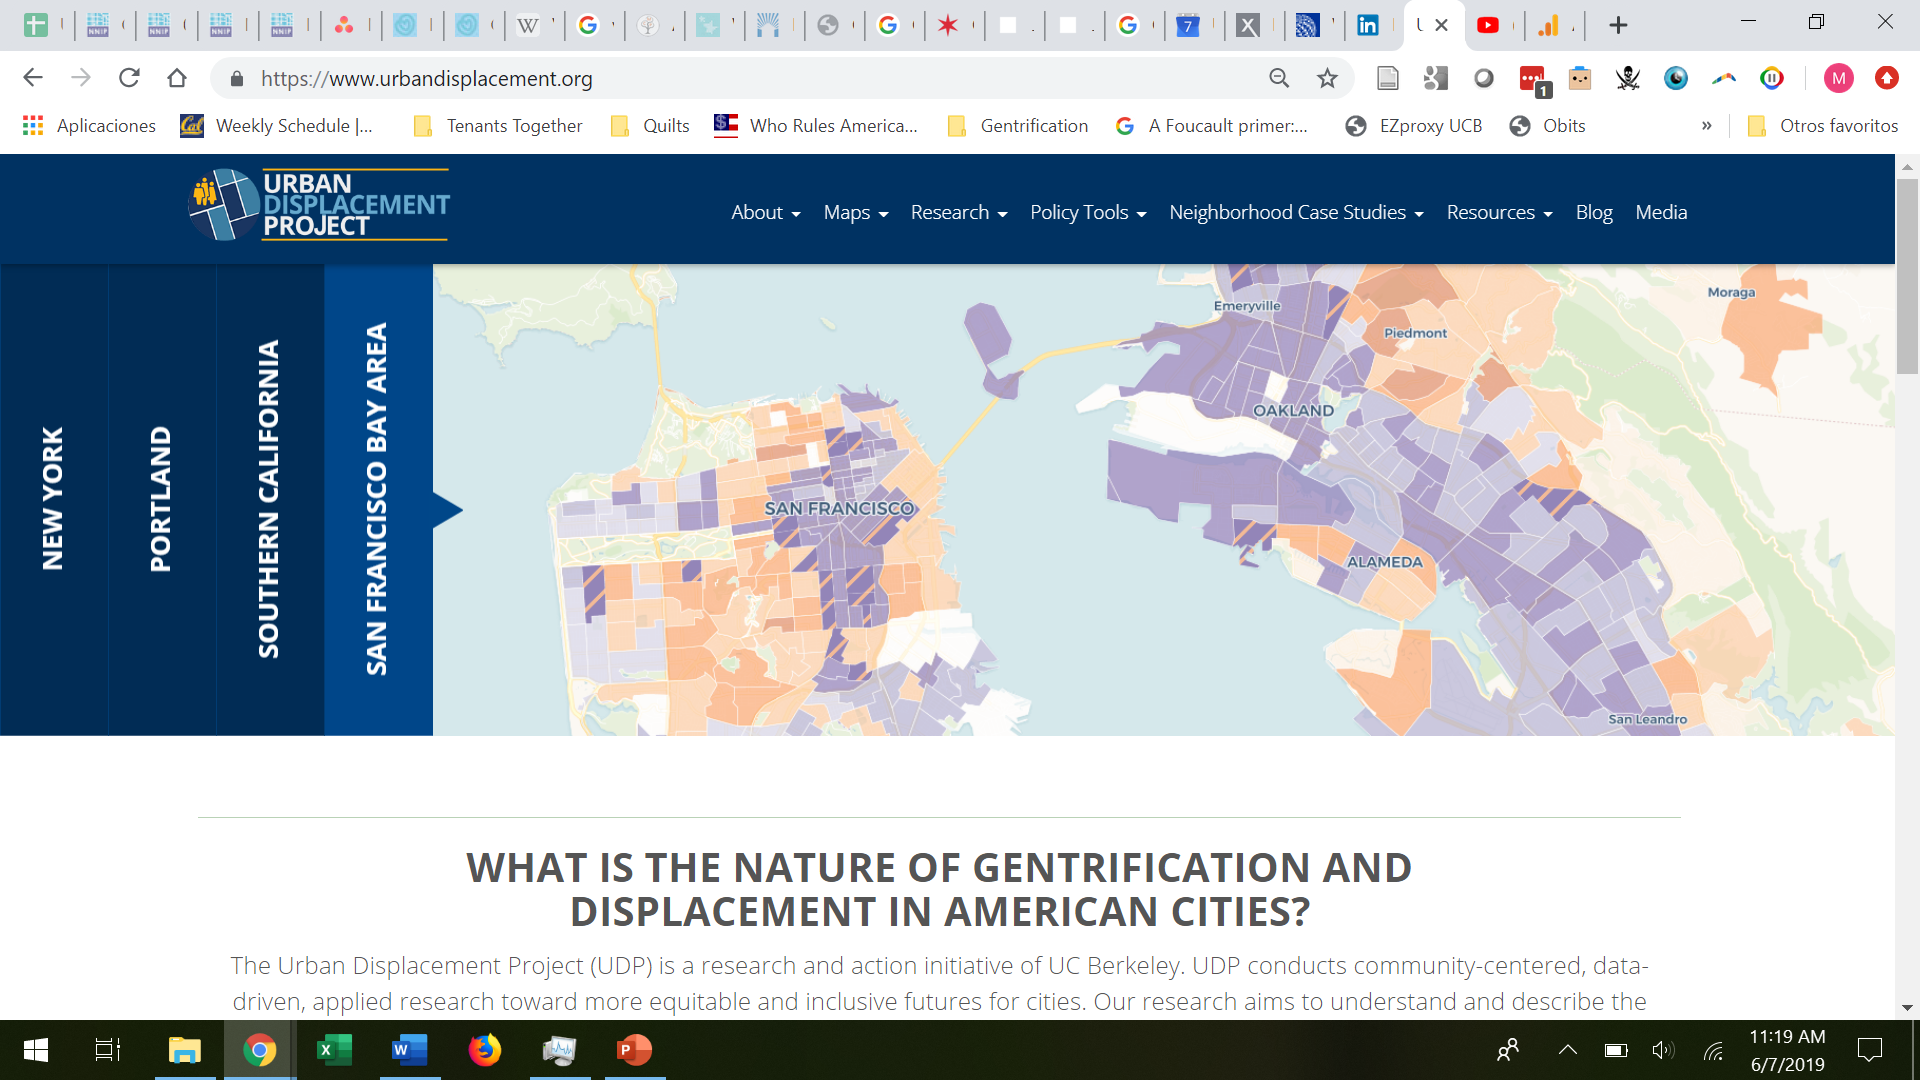 https://www.urbandisplacement.org
1
M
Aplicaciones
Weekly Schedule |...
Tenants Together
Quilts
Who Rules America...
Gentrification
A Foucault primer:...
EZproxy UCB
Obits
»
Otros favoritos
URBAN
DISPLACEMENT
PROJECT
About
Maps
Research
Policy Tools
Neighborhood Case Studies
Resources
Blog
Media
NEW YORK
PORTLAND
SOUTHERN CALIFORNIA
SAN FRANCISCO BAY AREA
Emeryville
Piedmont
Moraga
OAKLAND
SAN FRANCISCO
ALAMEDA
San Leandro
WHAT IS THE NATURE OF GENTRIFICATION AND
DISPLACEMENT IN AMERICAN CITIES?
The Urban Displacement Project (UDP) is a research and action initiative of UC Berkeley. UDP conducts community-centered, data-
driven, applied research toward more equitable and inclusive futures for cities. Our research aims to understand and describe the
11:19 AM
6/7/2019